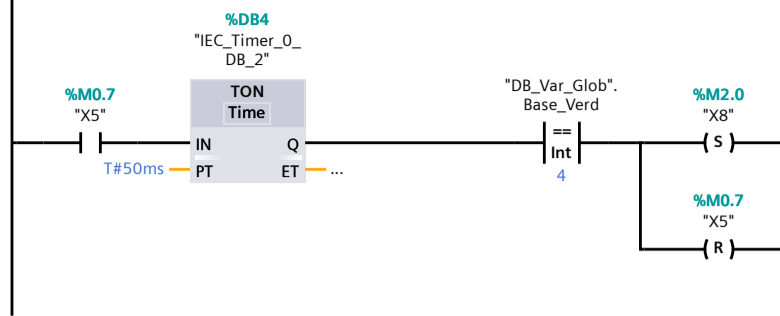 %DB4
"IEC_Timer_0_
DB_2"
%M0.7
"X5"
TON
Time
IN
Q
T#50ms
PT
ET
...
"DB_Var_Glob".
Base_Verd
==
Int
4
%M2.0
"X8"
S
%M0.7
"X5"
R